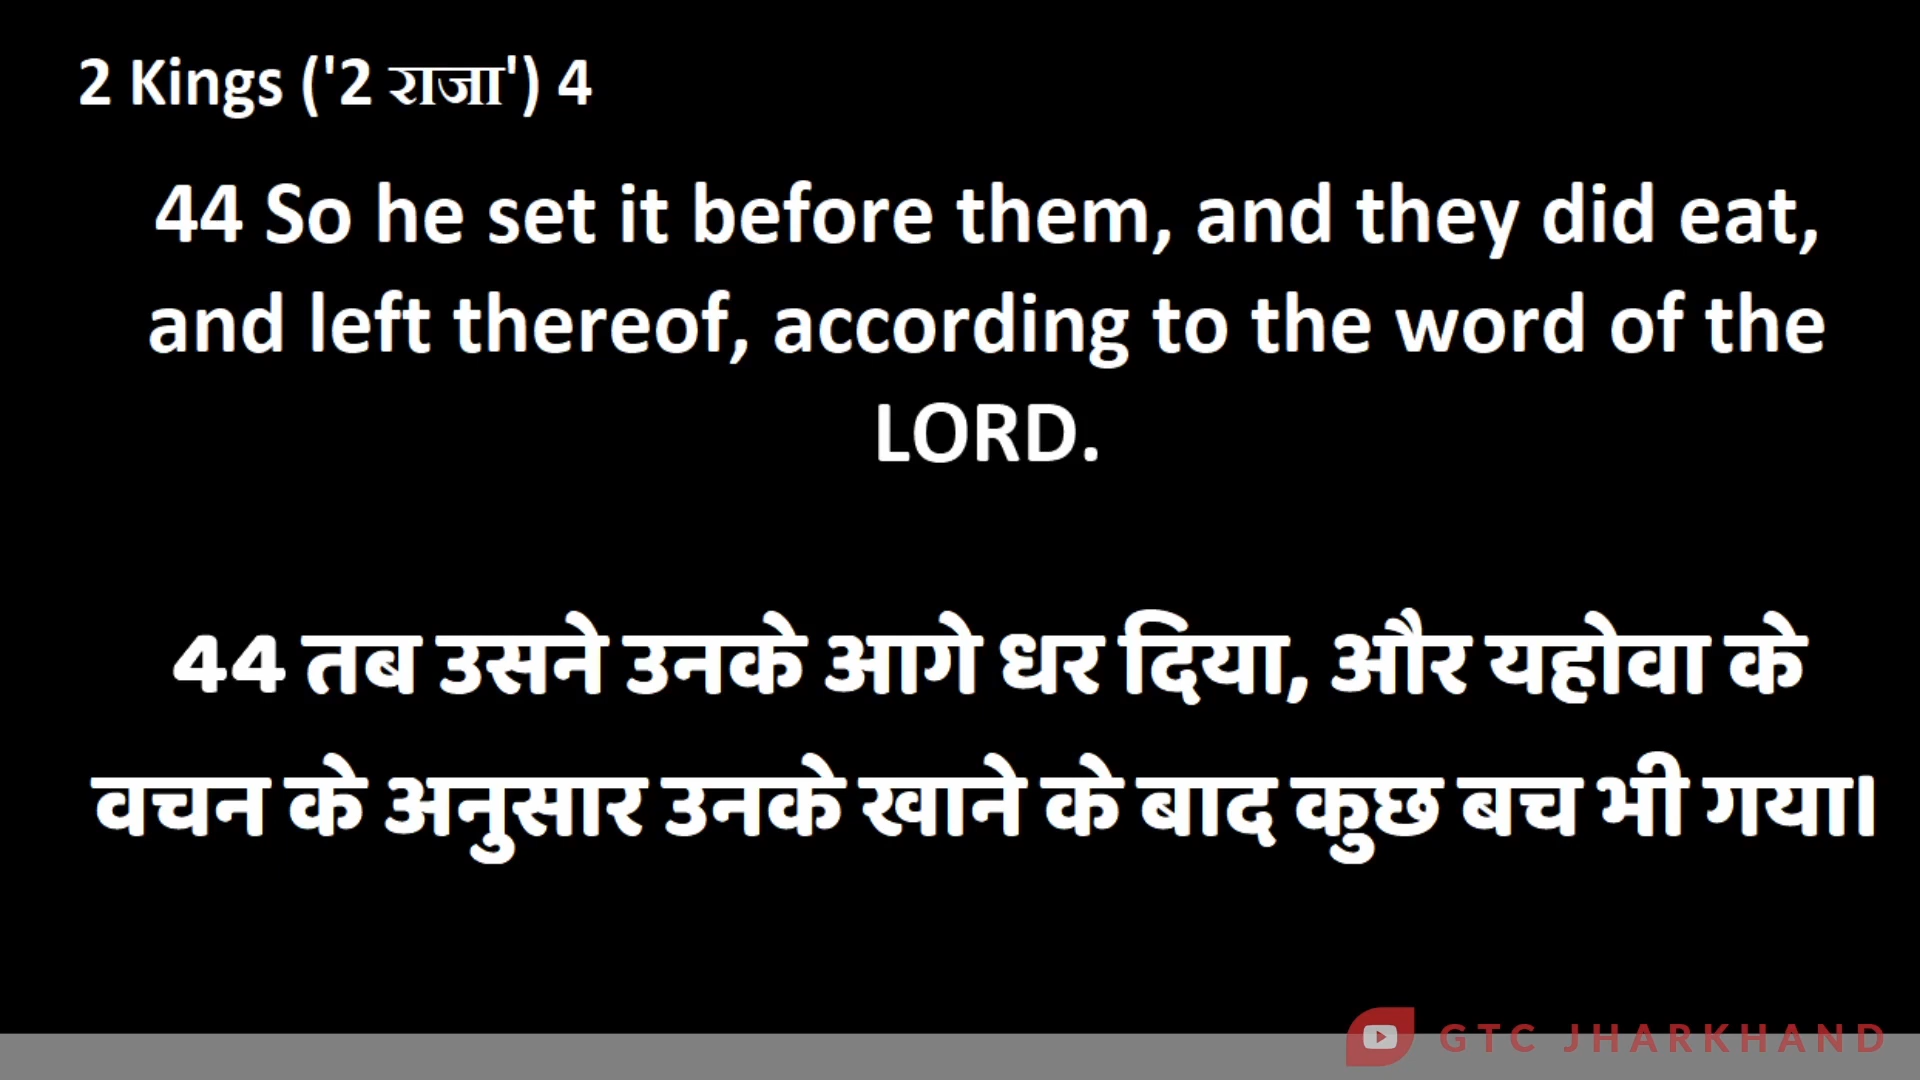 2 Kings ('2 राजा') 4
44 So he set it before them, and they did eat,
and left thereof, according to the word of the
LORD.
44 तब उसने उनके आगे धर दिया, और यहोवा के
वचन के अनुसार उनके खाने के बाद कुछ बच भी गया।
GTC JHARKHAND